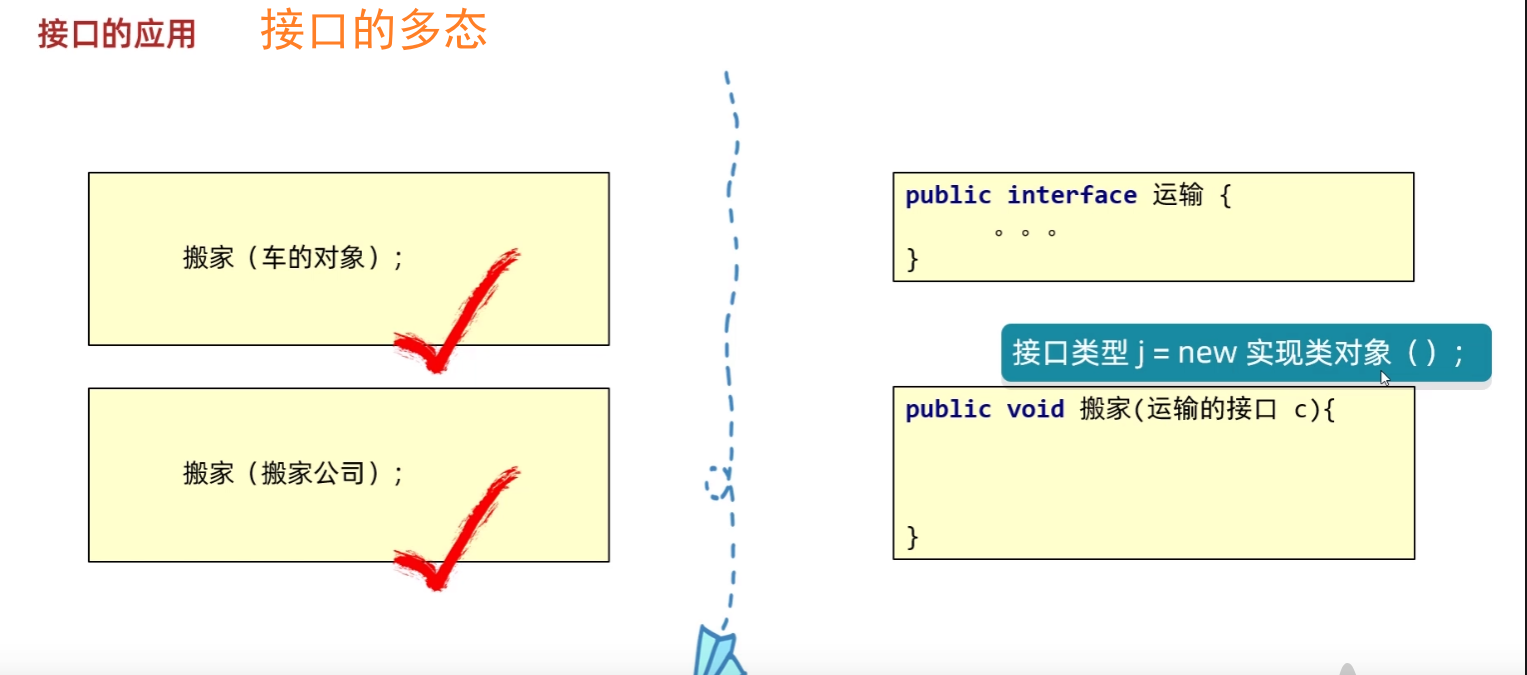 接口的应用 接口的多态
搬家（车的对象）；
搬家（搬家公司）；
public interface 运输 {
。。。
}
接口类型 j = new 实现类对象（）；
public void 搬家(运输的接口 c){
}